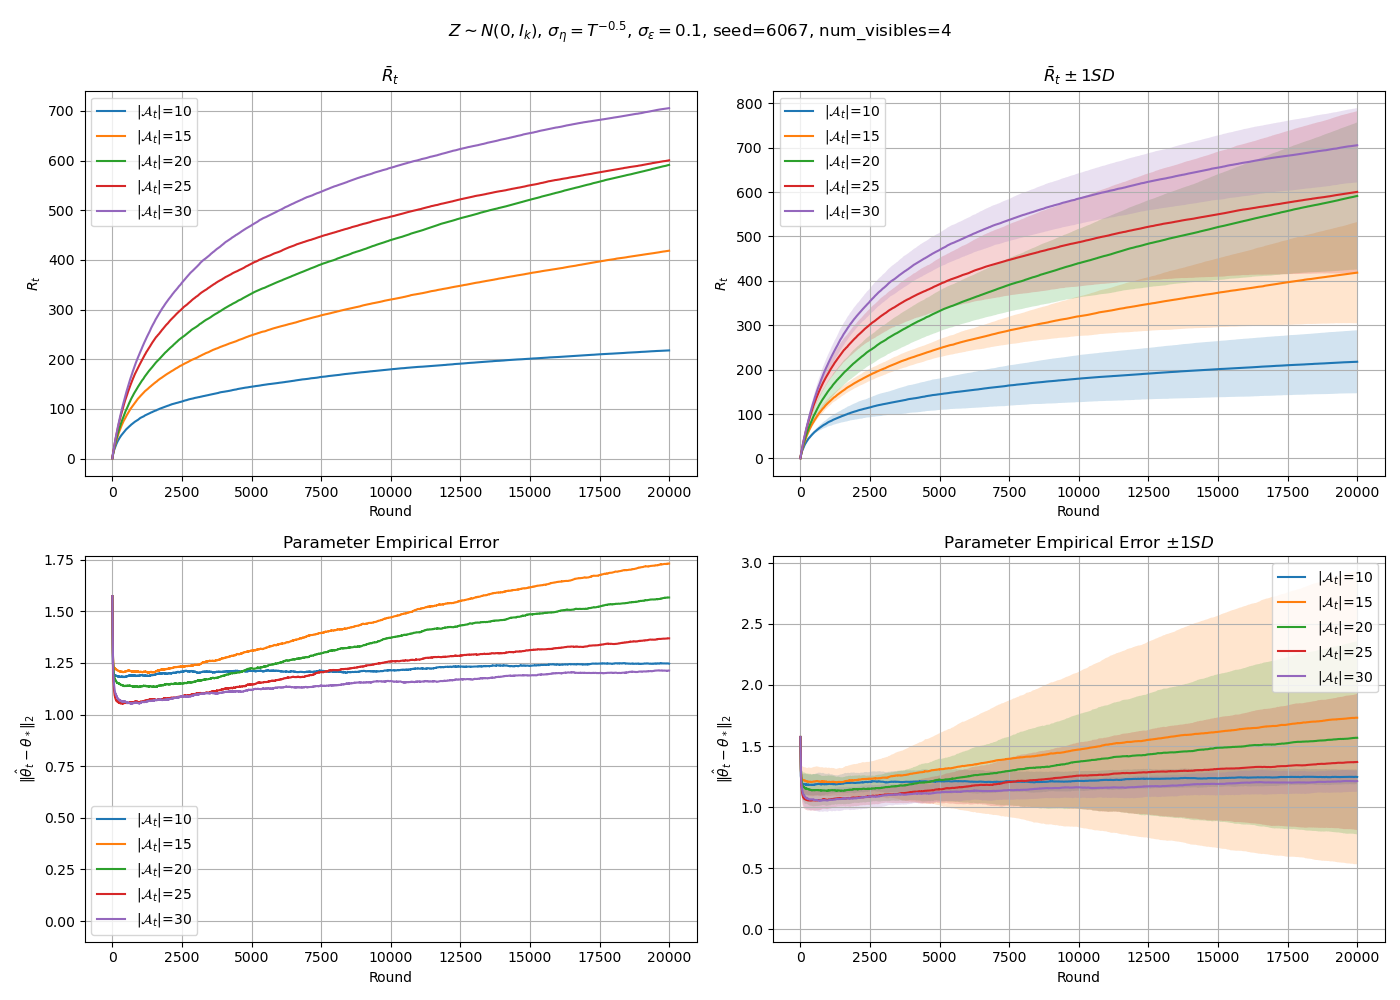 Z ∼ N(0, I_k), σ_η = T^{−0.5}, σ_ε = 0.1, seed=6067, num_visibles=4
R̄_t
R_t
700
600
500
400
300
200
100
0
|𝒜_t|=10
|𝒜_t|=15
|𝒜_t|=20
|𝒜_t|=25
|𝒜_t|=30
0 2500 5000 7500 10000 12500 15000 17500 20000
Round
R̄_t ± 1SD
R_t
800
700
600
500
400
300
200
100
0
|𝒜_t|=10
|𝒜_t|=15
|𝒜_t|=20
|𝒜_t|=25
|𝒜_t|=30
0 2500 5000 7500 10000 12500 15000 17500 20000
Round
Parameter Empirical Error
‖θ̂_t − θ_*‖_2
1.75
1.50
1.25
1.00
0.75
0.50
0.25
0.00
|𝒜_t|=10
|𝒜_t|=15
|𝒜_t|=20
|𝒜_t|=25
|𝒜_t|=30
0 2500 5000 7500 10000 12500 15000 17500 20000
Round
Parameter Empirical Error ±1SD
‖θ̂_t − θ_*‖_2
3.0
2.5
2.0
1.5
1.0
0.5
0.0
|𝒜_t|=10
|𝒜_t|=15
|𝒜_t|=20
|𝒜_t|=25
|𝒜_t|=30
0 2500 5000 7500 10000 12500 15000 17500 20000
Round